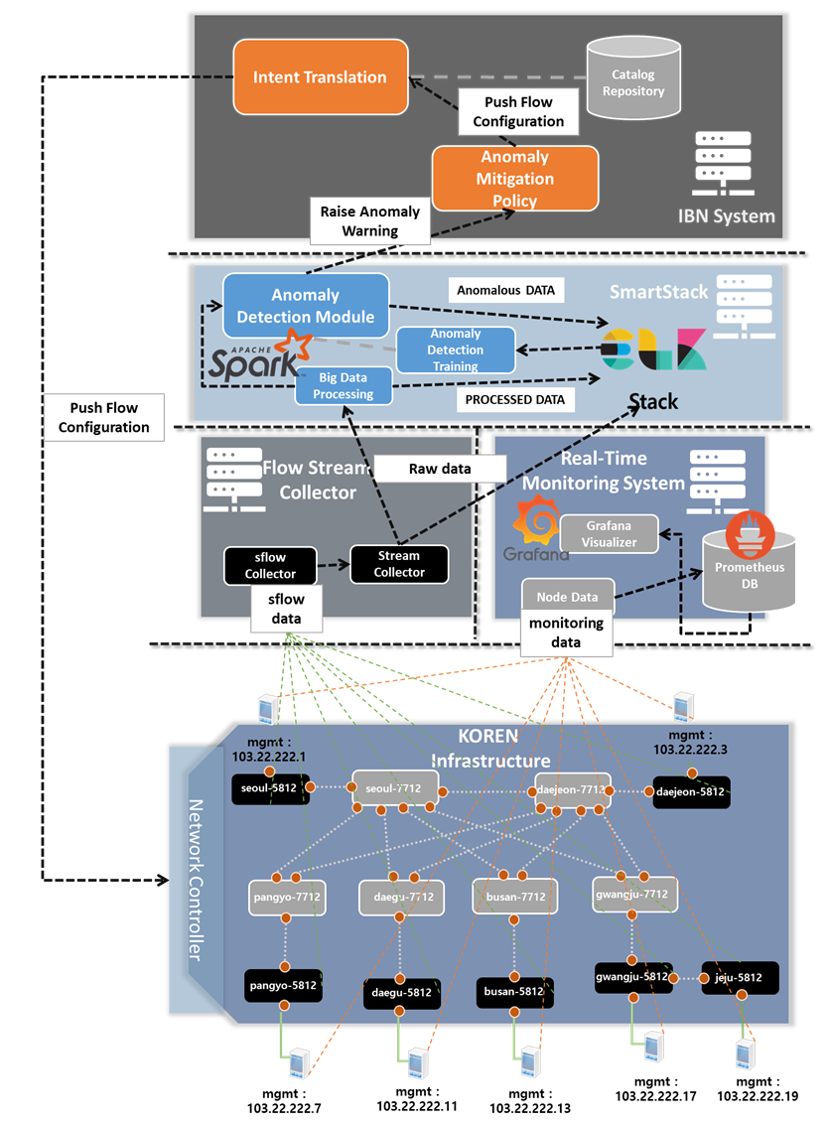 Intent Translation
Catalog
Repository
Push Flow
Configuration
Anomaly
Mitigation
Policy
IBN System
Raise Anomaly
Warning
Anomaly
Detection Module
Anomalous DATA
SmartStack
APACHE
Spark
Anomaly
Detection
Training
Big Data
Processing
PROCESSED DATA
Stack
Push Flow
Configuration
Flow Stream
Collector
Raw data
Real-Time
Monitoring System
Grafana
Grafana
Visualizer
Prometheus
DB
sflow
Collector
Stream
Collector
sflow
data
Node Data
monitoring
data
mgmt :
103.22.222.1
KOREN
Infrastructure
mgmt :
103.22.222.3
seoul-5812
seoul-7712
daejeon-7712
daejeon-5812
Network Controller
pangyo-7712
daegu-7712
busan-7712
gwangju-7712
pangyo-5812
daegu-5812
busan-5812
gwangju-5812
jeju-5812
mgmt :
103.22.222.7
mgmt :
103.22.222.11
mgmt :
103.22.222.13
mgmt :
103.22.222.17
mgmt :
103.22.222.19